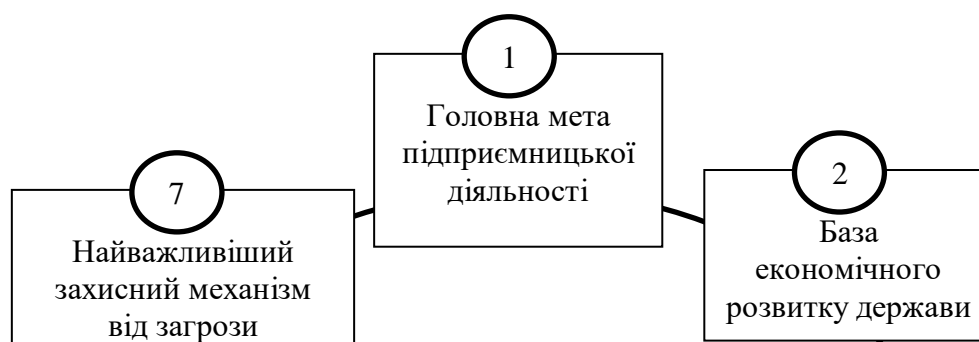 1
Головна мета
підприємницької
діяльності
2
База
економічного
розвитку держави
7
Найважливіший
захисний механізм
від загрози